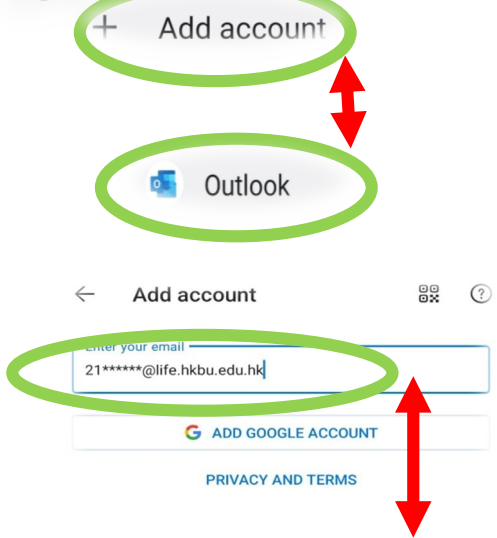 + Add account
Outlook
← Add account
Enter your email
21******@life.hkbu.edu.hk
G ADD GOOGLE ACCOUNT
PRIVACY AND TERMS